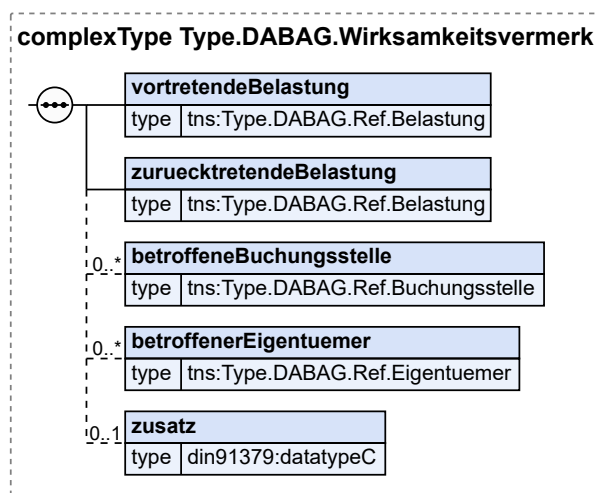 complexType Type.DABAG.Wirksamkeitsvermerk
vortretendeBelastung
type tns:Type.DABAG.Ref.Belastung
zuruecktretendeBelastung
type tns:Type.DABAG.Ref.Belastung
0..* betroffeneBuchungsstelle
type tns:Type.DABAG.Ref.Buchungsstelle
0..* betroffenerEigentuemer
type tns:Type.DABAG.Ref.Eigentuemer
0..1 zusatz
type din91379:datatypeC